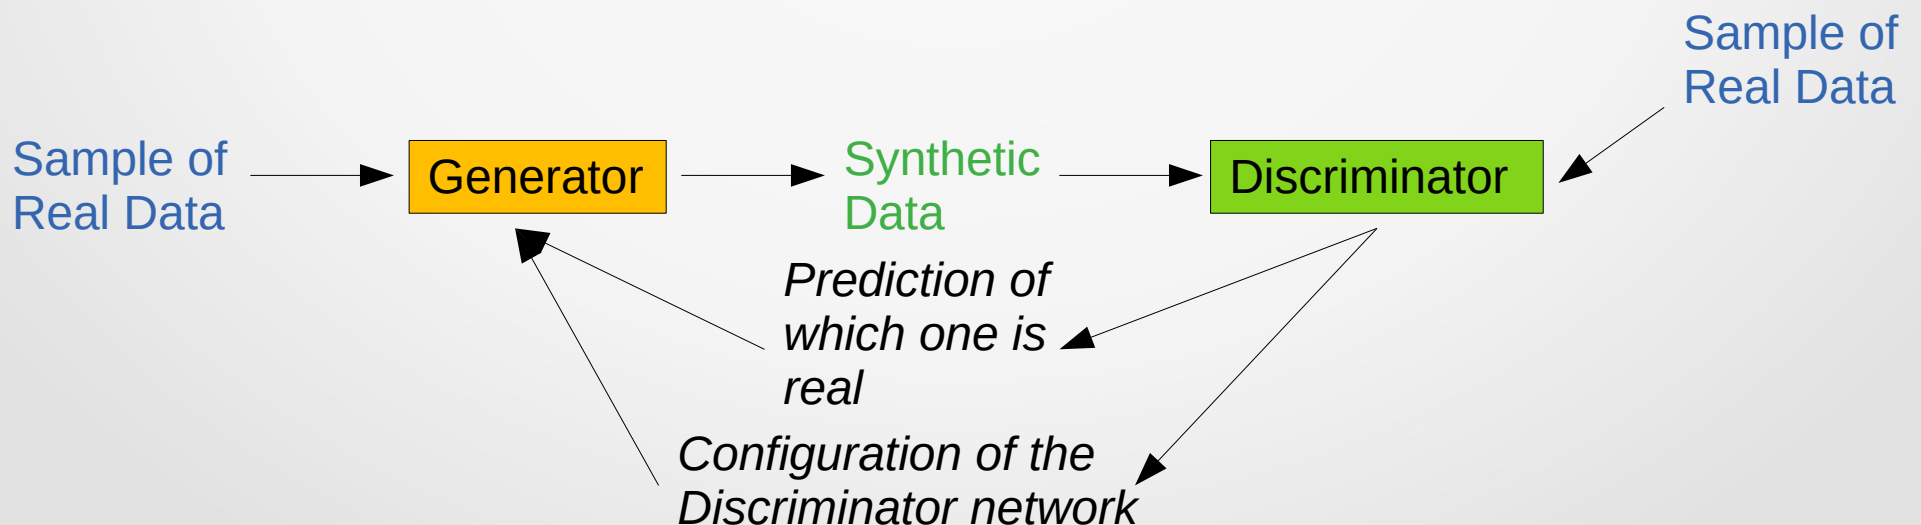 Sample of
Real Data
Generator
Synthetic
Data
Discriminator
Sample of
Real Data
Prediction of
which one is
real
Configuration of the
Discriminator network